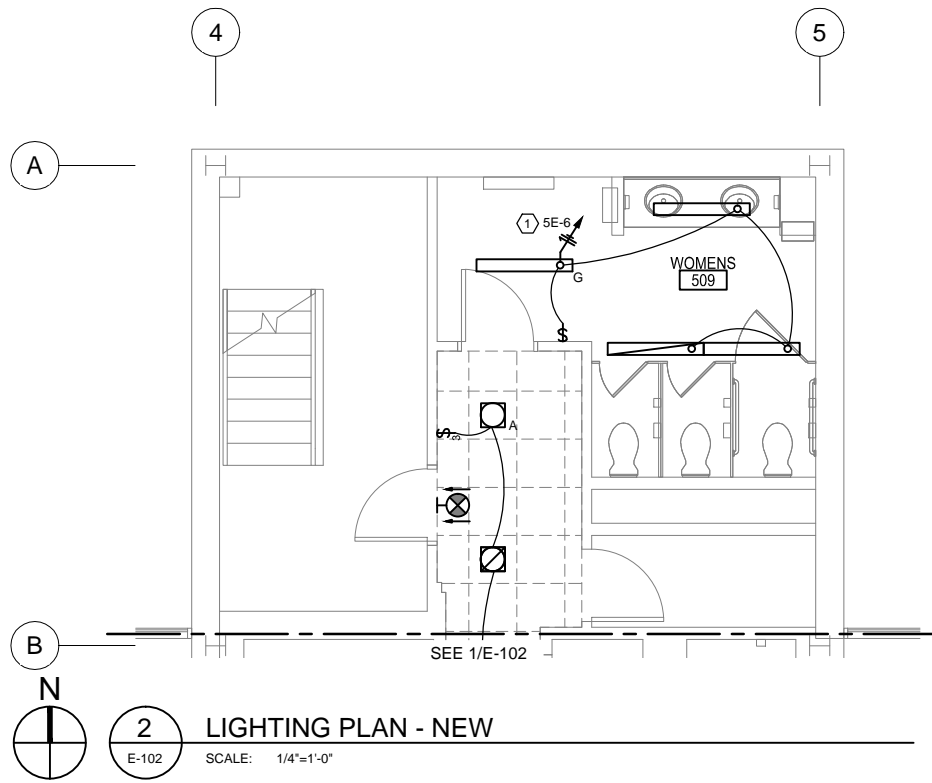 4
5
A
1
5E-6
G
WOMENS
509
$
$
3
A
B
SEE 1/E-102
N
2
E-102
LIGHTING PLAN - NEW
SCALE: 1/4"=1'-0"